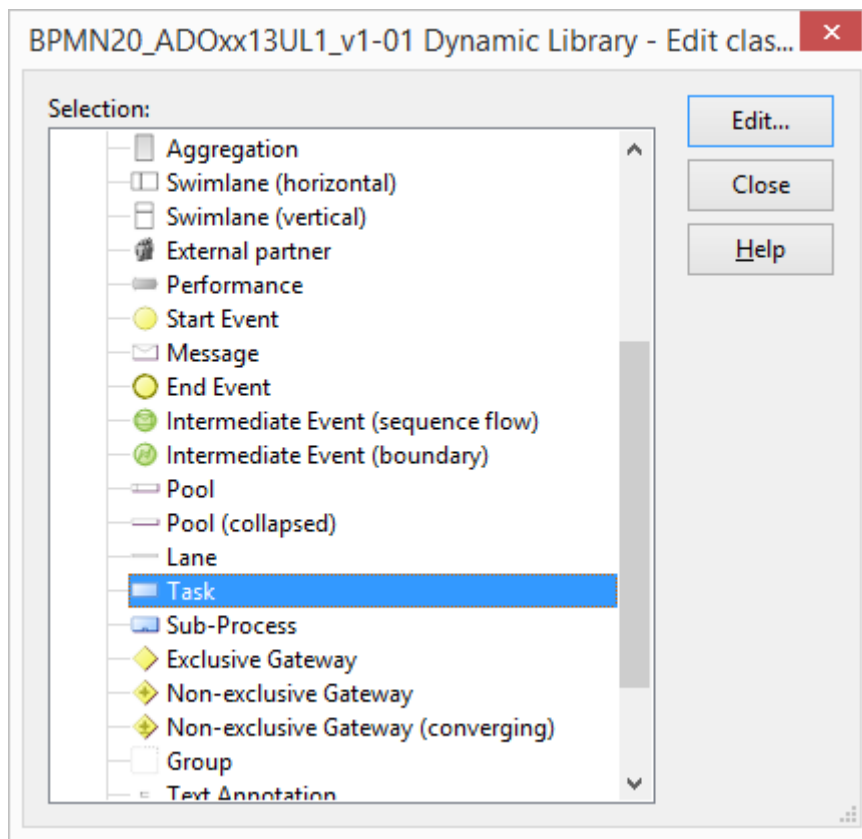 BPMN20_ADOxx13UL1_v1-01 Dynamic Library - Edit clas...
Selection:
Aggregation
Swimlane (horizontal)
Swimlane (vertical)
External partner
Performance
Start Event
Message
End Event
Intermediate Event (sequence flow)
Intermediate Event (boundary)
Pool
Pool (collapsed)
Lane
Task
Sub-Process
Exclusive Gateway
Non-exclusive Gateway
Non-exclusive Gateway (converging)
Group
Text Annotation
Edit...
Close
Help